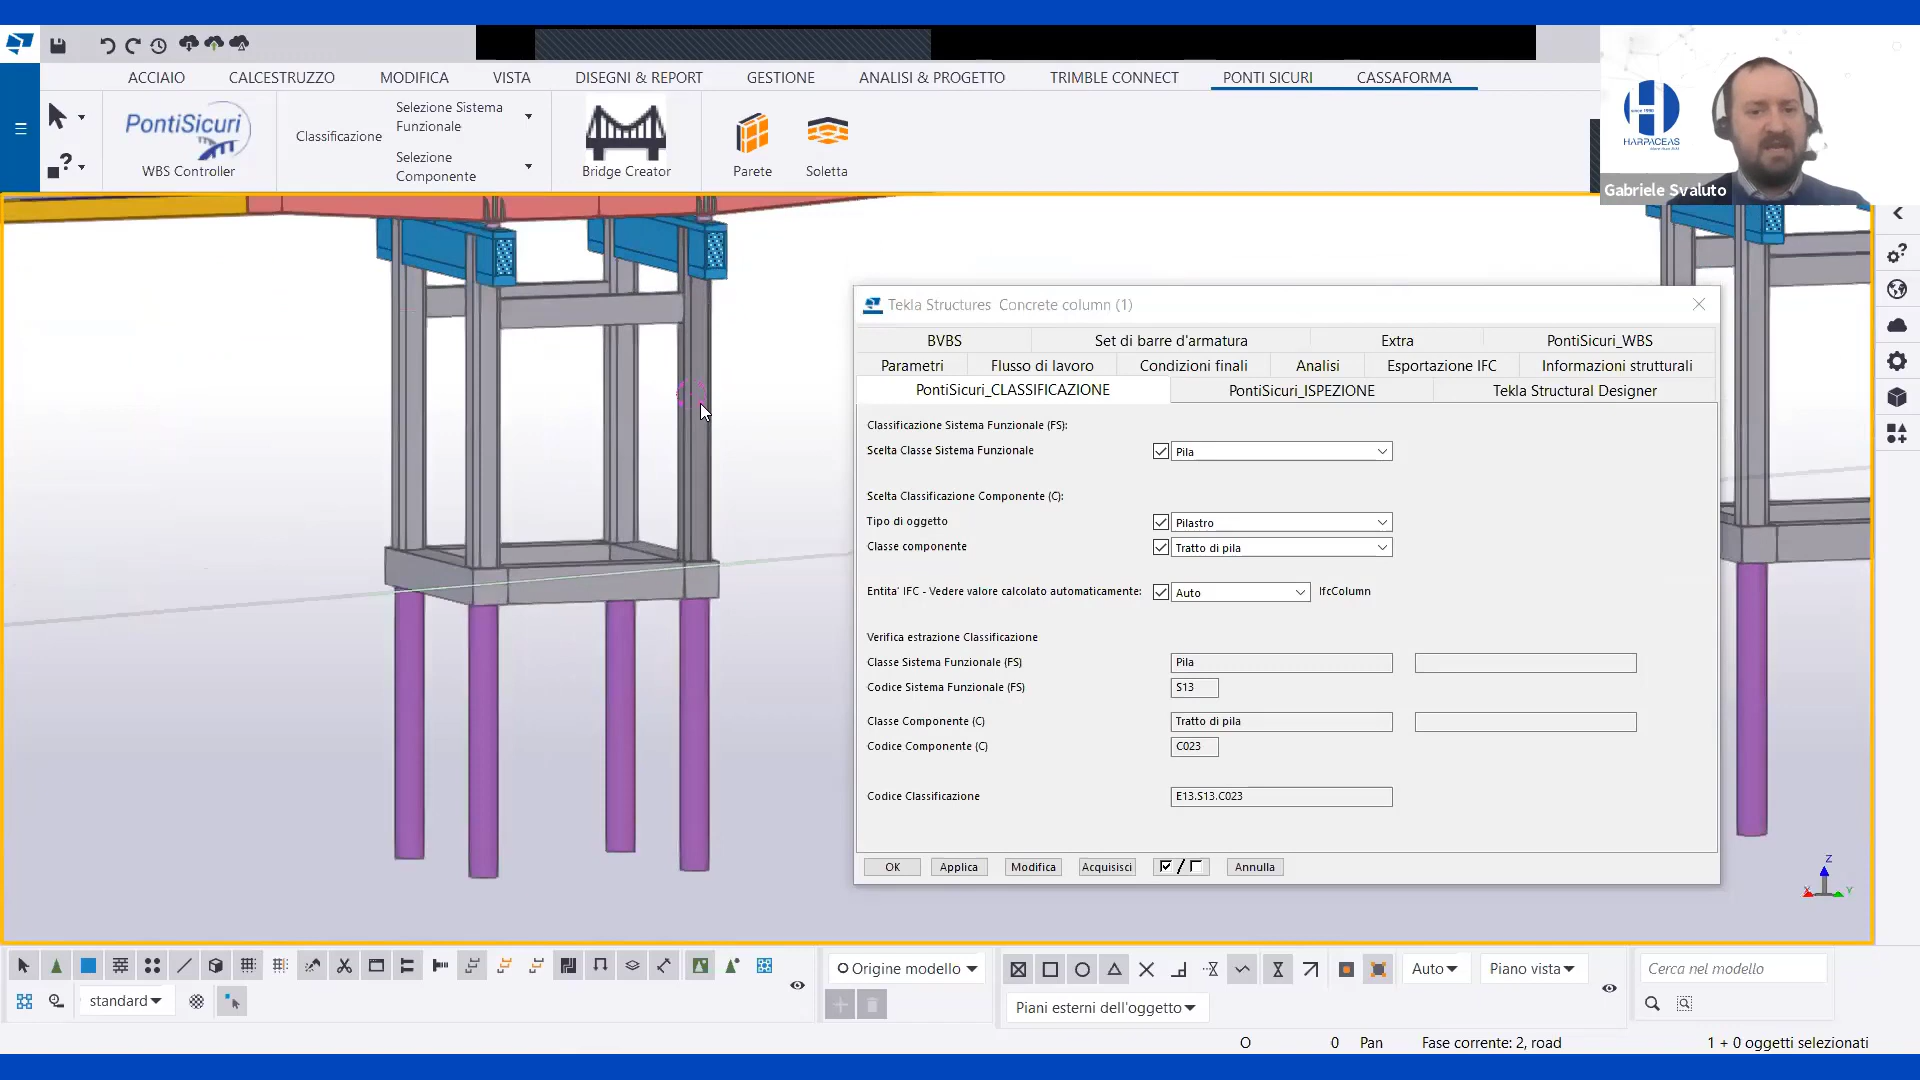 ACCIAIO CALCESTRUZZO MODIFICA VISTA DISEGNI & REPORT GESTIONE ANALISI & PROGETTO TRIMBLE CONNECT PONTI SICURI CASSAFORMA
PontiSicuri
WBS Controller
Classificazione
Selezione Sistema
Funzionale
Selezione
Componente
Bridge Creator
Parete
Soletta
since 1990
HARPACEAS
More than BIM
Gabriele Svaluto
Tekla Structures Concrete column (1)
BVBS Set di barre d'armatura Extra PontiSicuri_WBS
Parametri Flusso di lavoro Condizioni finali Analisi Esportazione IFC Informazioni strutturali
PontiSicuri_CLASSIFICAZIONE PontiSicuri_ISPEZIONE Tekla Structural Designer
Classificazione Sistema Funzionale (FS):
Scelta Classe Sistema Funzionale Pila
Scelta Classificazione Componente (C):
Tipo di oggetto Pilastro
Classe componente Tratto di pila
Entita' IFC - Vedere valore calcolato automaticamente: Auto IfcColumn
Verifica estrazione Classificazione
Classe Sistema Funzionale (FS) Pila
Codice Sistema Funzionale (FS) S13
Classe Componente (C) Tratto di pila
Codice Componente (C) C023
Codice Classificazione E13.S13.C023
OK Applica Modifica Acquisisci / Annulla
Z
X Y
Origine modello
Auto
Piano vista
Cerca nel modello
standard
Piani esterni dell'oggetto
O 0 Pan Fase corrente: 2, road 1 + 0 oggetti selezionati